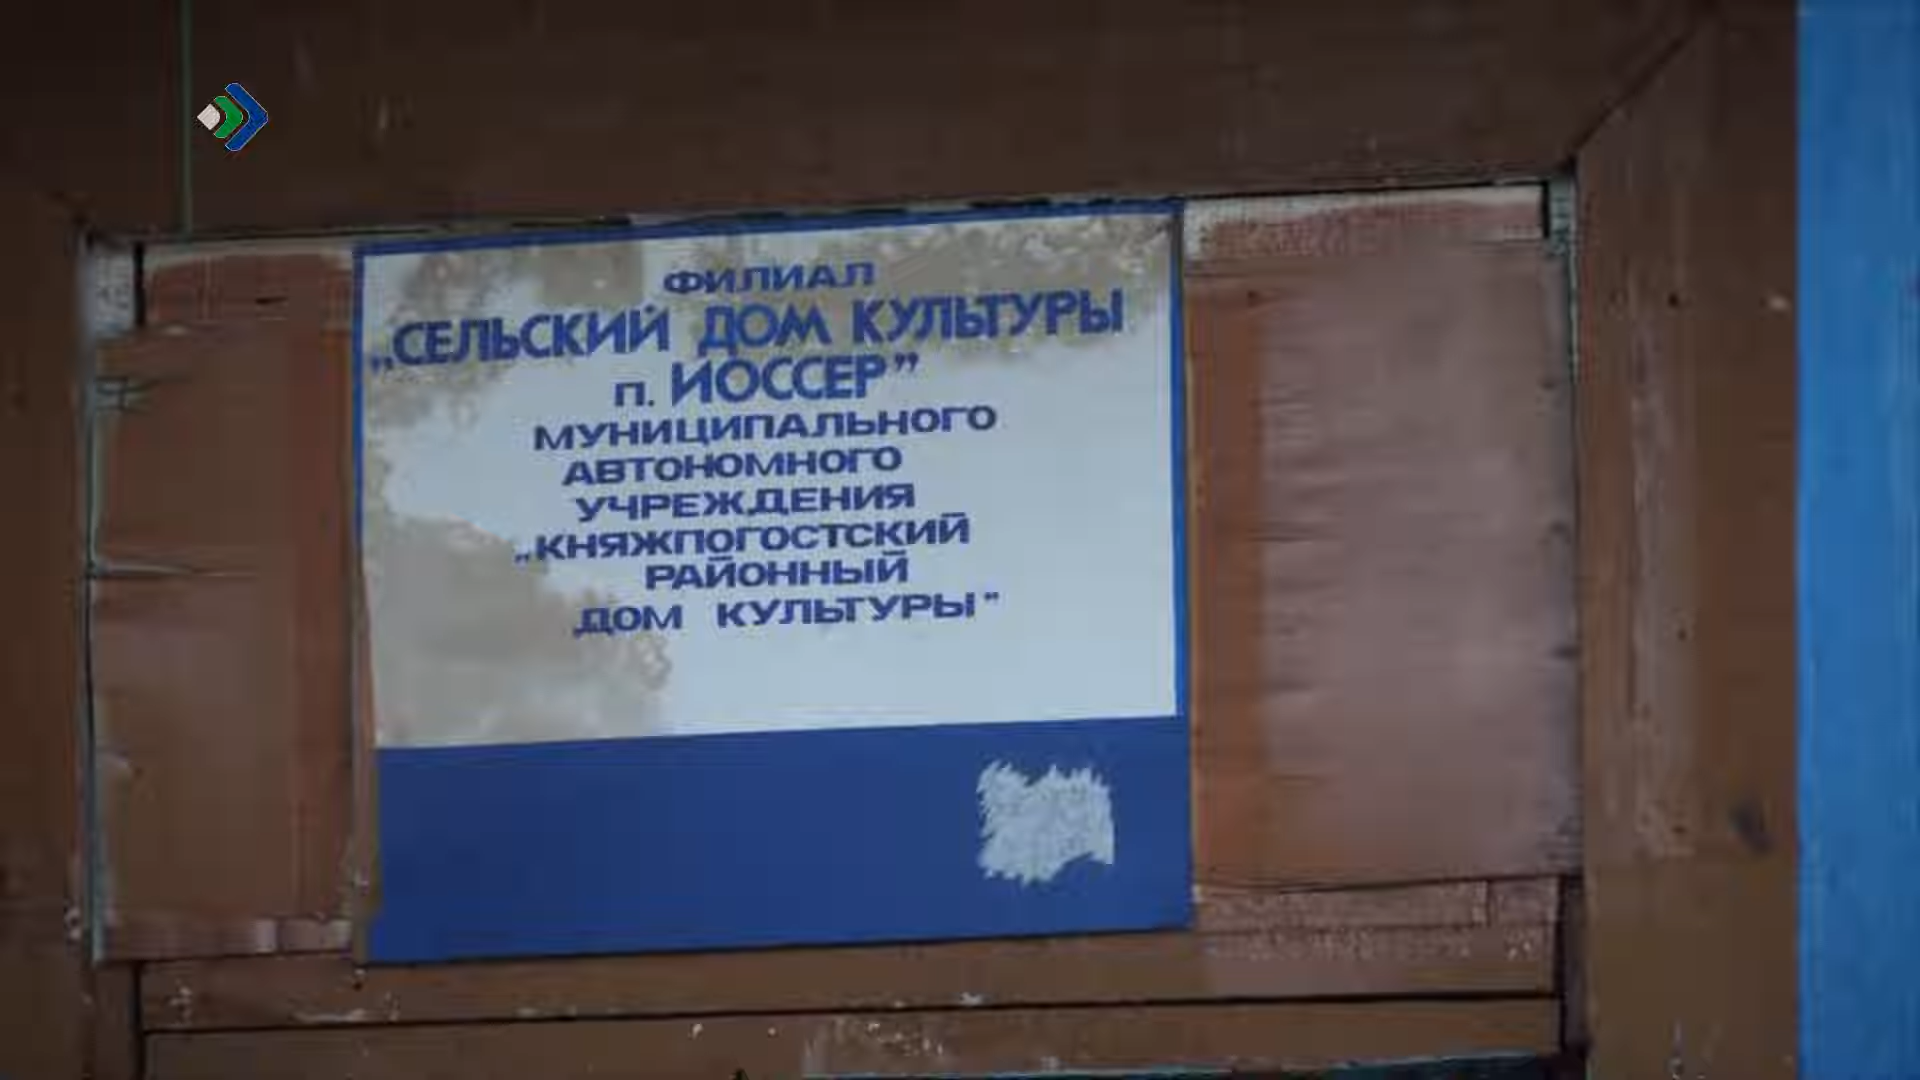 ФИЛИАЛ
„СЕЛЬСКИЙ ДОМ КУЛЬТУРЫ
п. ИОССЕР”
МУНИЦИПАЛЬНОГО
АВТОНОМНОГО
УЧРЕЖДЕНИЯ
„КНЯЖПОГОСТСКИЙ
РАЙОННЫЙ
ДОМ КУЛЬТУРЫ"